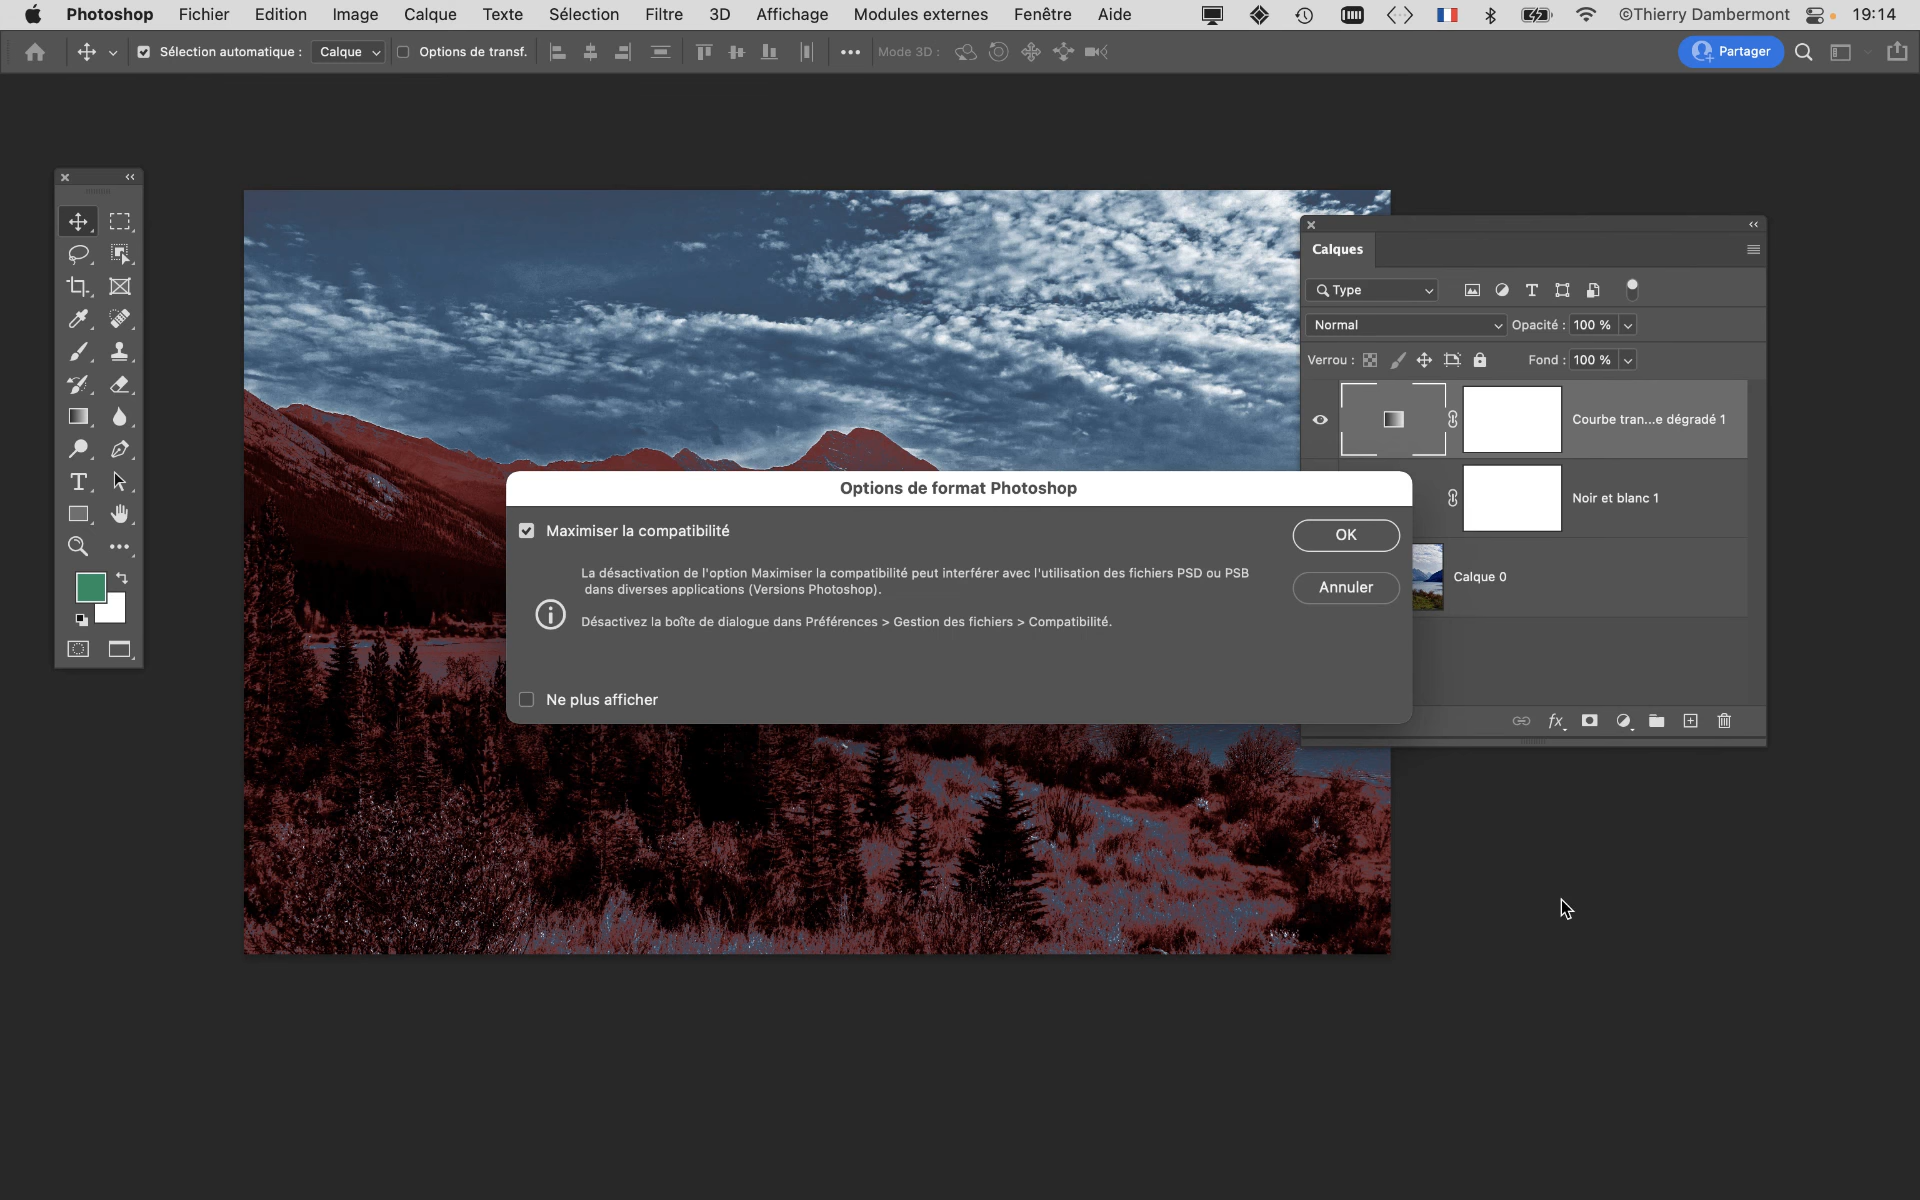 Photoshop Fichier Edition Image Calque Texte Sélection Filtre 3D Affichage Modules externes Fenêtre Aide ©Thierry Dambermont 19:14
Sélection automatique : Calque Options de transf. Mode 3D : Partager
Calques
Type
Normal Opacité : 100 %
Verrou : Fond : 100 %
Courbe tran...e dégradé 1
Noir et blanc 1
Calque 0
fx
Options de format Photoshop
Maximiser la compatibilité
OK
La désactivation de l'option Maximiser la compatibilité peut interférer avec l'utilisation des fichiers PSD ou PSB
dans diverses applications (Versions Photoshop).
Annuler
Désactivez la boîte de dialogue dans Préférences > Gestion des fichiers > Compatibilité.
Ne plus afficher